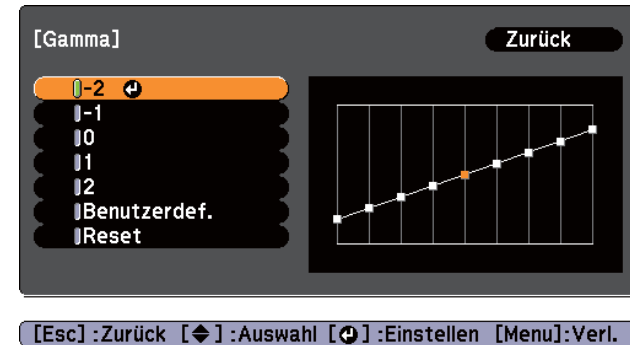 [Gamma] Zurück
-2
-1
0
1
2
Benutzerdef.
Reset
[Esc] :Zurück [◆] :Auswahl [↵] :Einstellen [Menu]:Verl.